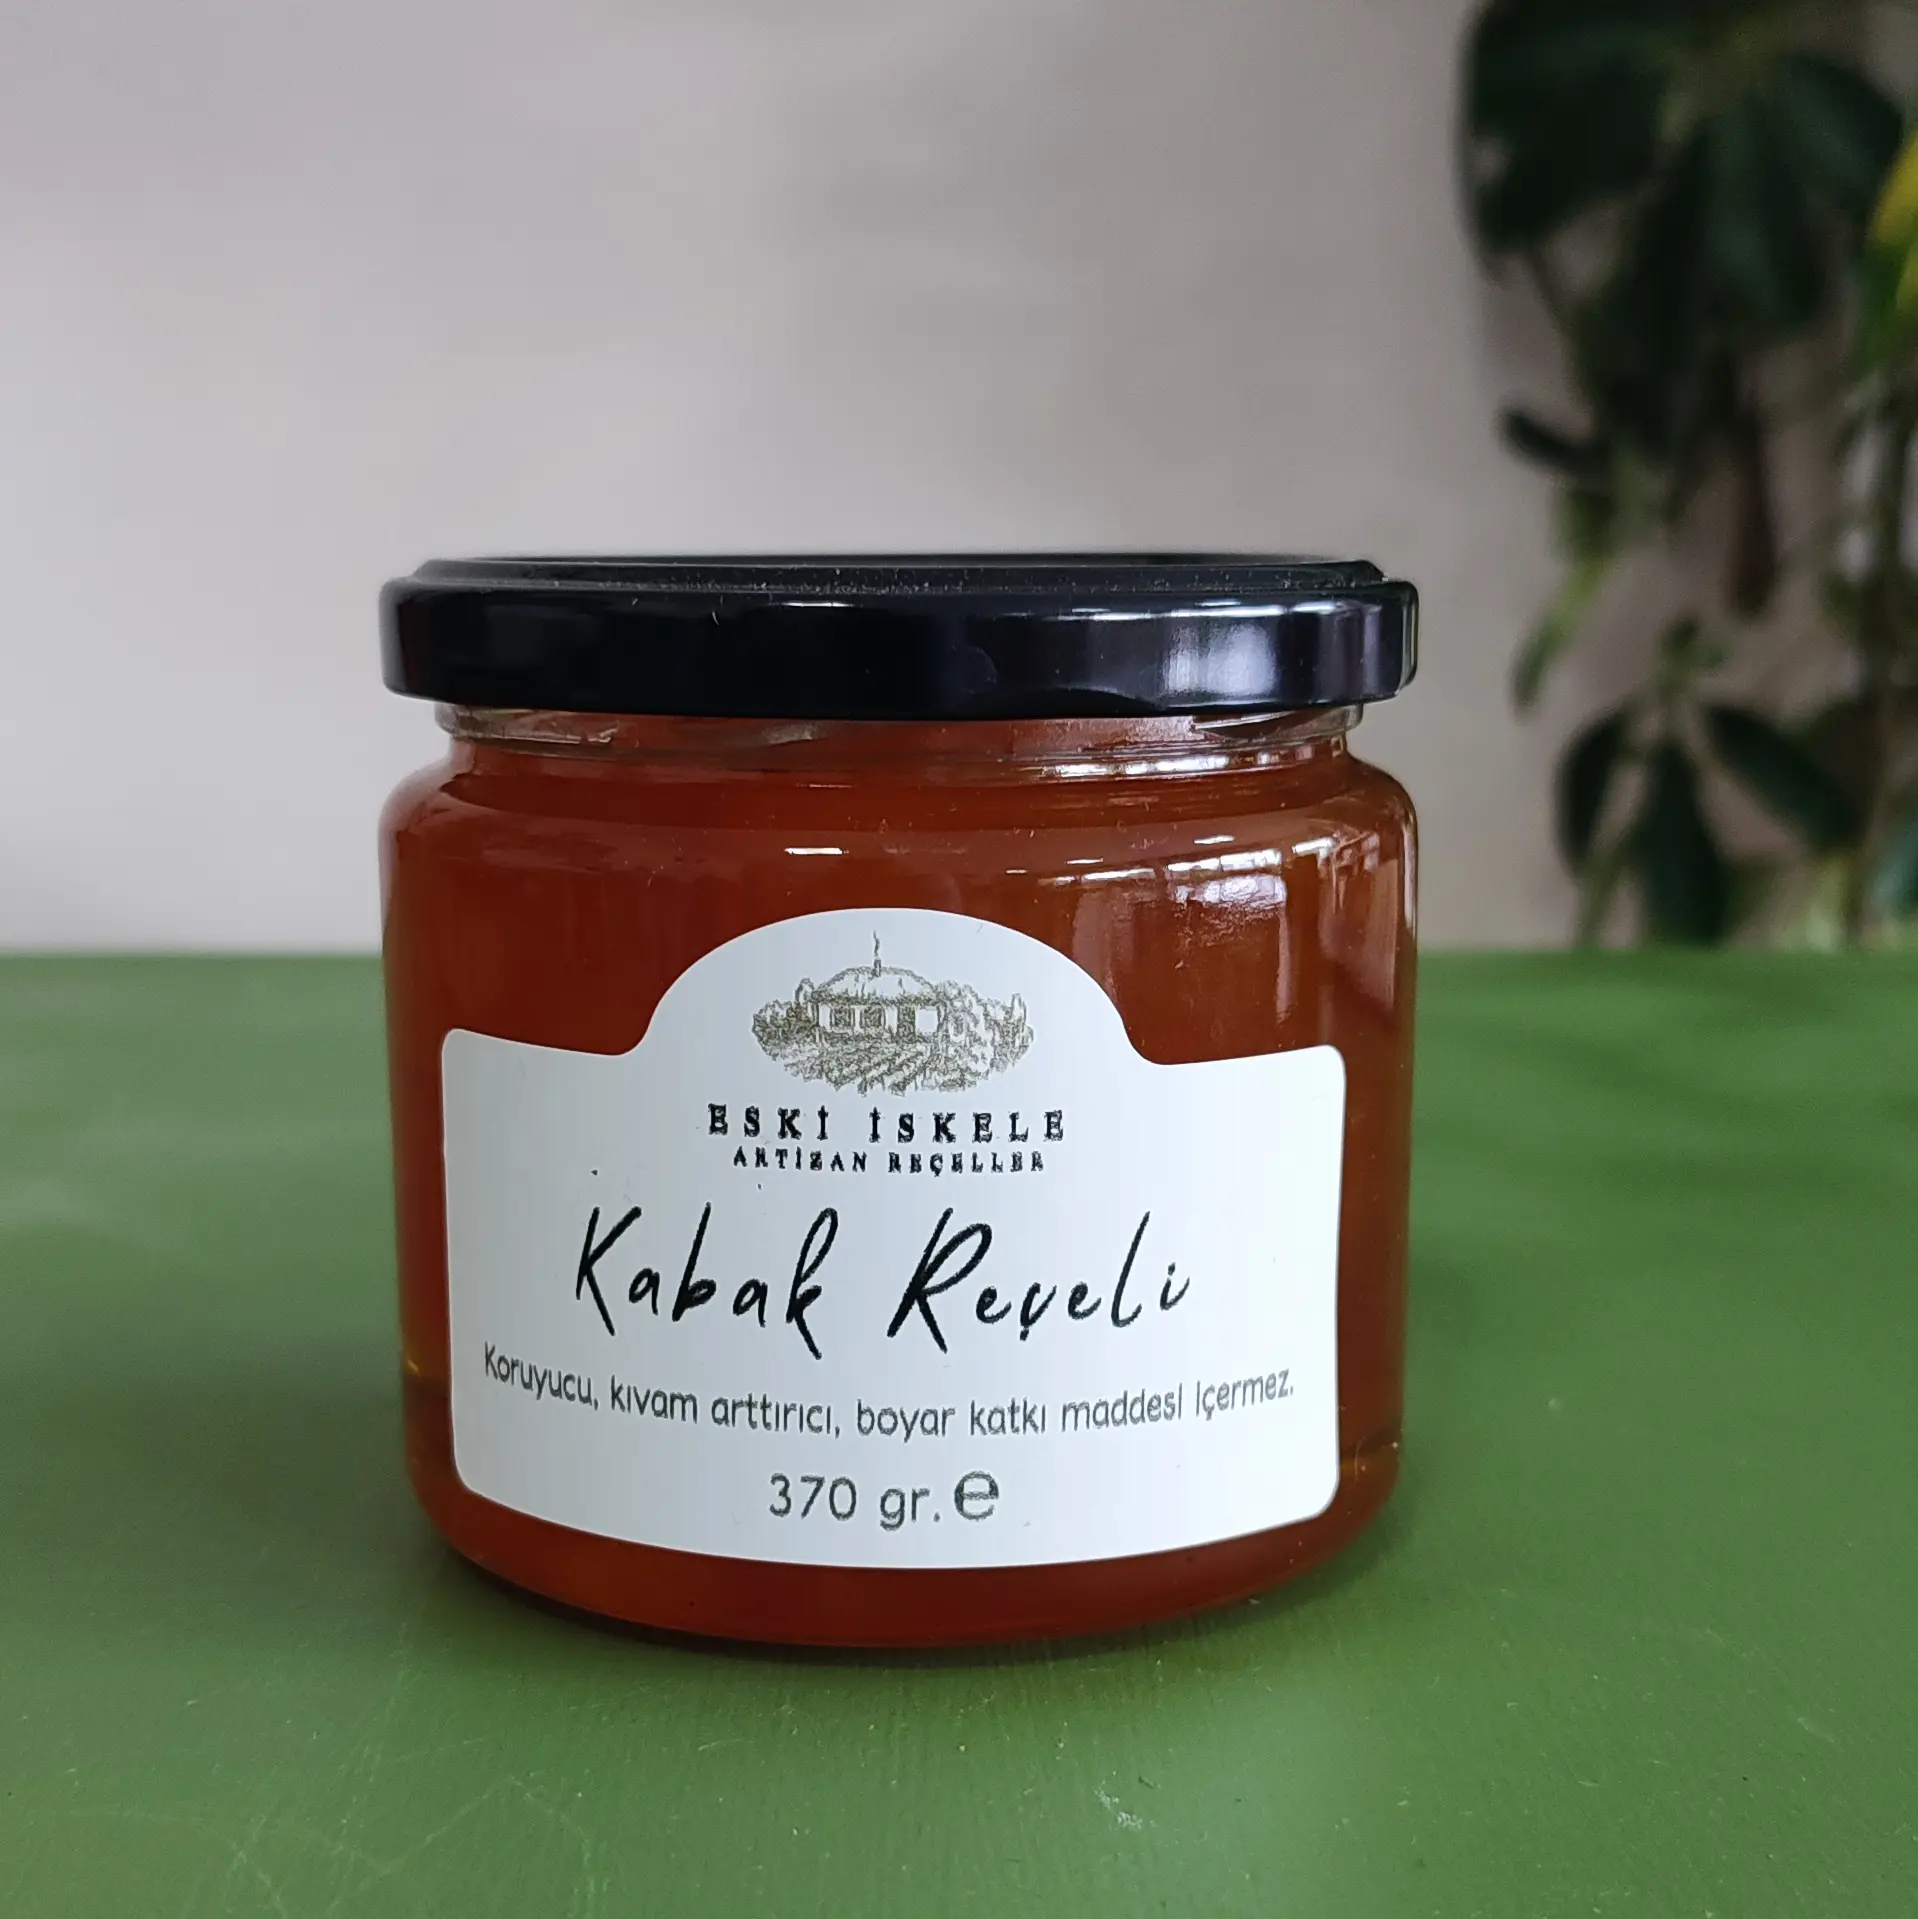 ESKİ İSKELE
ARTİZAN REÇELLER
Kabak Reçeli
Koruyucu, kıvam arttırıcı, boyar katkı maddesi içermez.
370 gr. ℮